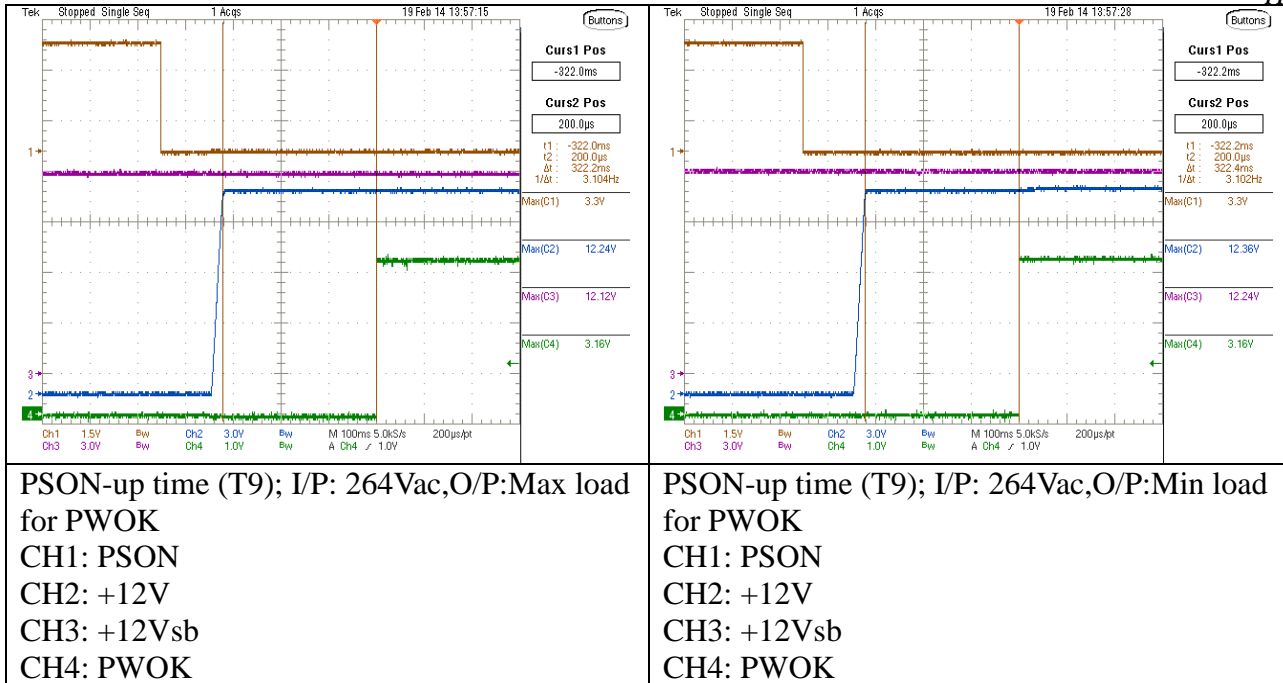 Tek Stopped Single Seq 1 Acqs 19 Feb 14 13:57:15
Buttons
Curs1 Pos
-322.0ms
Curs2 Pos
200.0µs
t1 : -322.0ms
t2 : 200.0µs
Δt : 322.2ms
1/Δt : 3.104Hz
Max(C1) 3.3V
Max(C2) 12.24V
Max(C3) 12.12V
Max(C4) 3.16V
1
3
2
4
Ch1 1.5V Bw Ch2 3.0V Bw M 100ms 5.0kS/s 200µs/pt
Ch3 3.0V Bw Ch4 1.0V Bw A Ch4 / 1.0V
Tek Stopped Single Seq 1 Acqs 19 Feb 14 13:57:28
Buttons
Curs1 Pos
-322.2ms
Curs2 Pos
200.0µs
t1 : -322.2ms
t2 : 200.0µs
Δt : 322.4ms
1/Δt : 3.102Hz
Max(C1) 3.3V
Max(C2) 12.36V
Max(C3) 12.24V
Max(C4) 3.16V
1
3
2
4
Ch1 1.5V Bw Ch2 3.0V Bw M 100ms 5.0kS/s 200µs/pt
Ch3 3.0V Bw Ch4 1.0V Bw A Ch4 / 1.0V
PSON-up time (T9); I/P: 264Vac,O/P:Max load
for PWOK
CH1: PSON
CH2: +12V
CH3: +12Vsb
CH4: PWOK
PSON-up time (T9); I/P: 264Vac,O/P:Min load
for PWOK
CH1: PSON
CH2: +12V
CH3: +12Vsb
CH4: PWOK